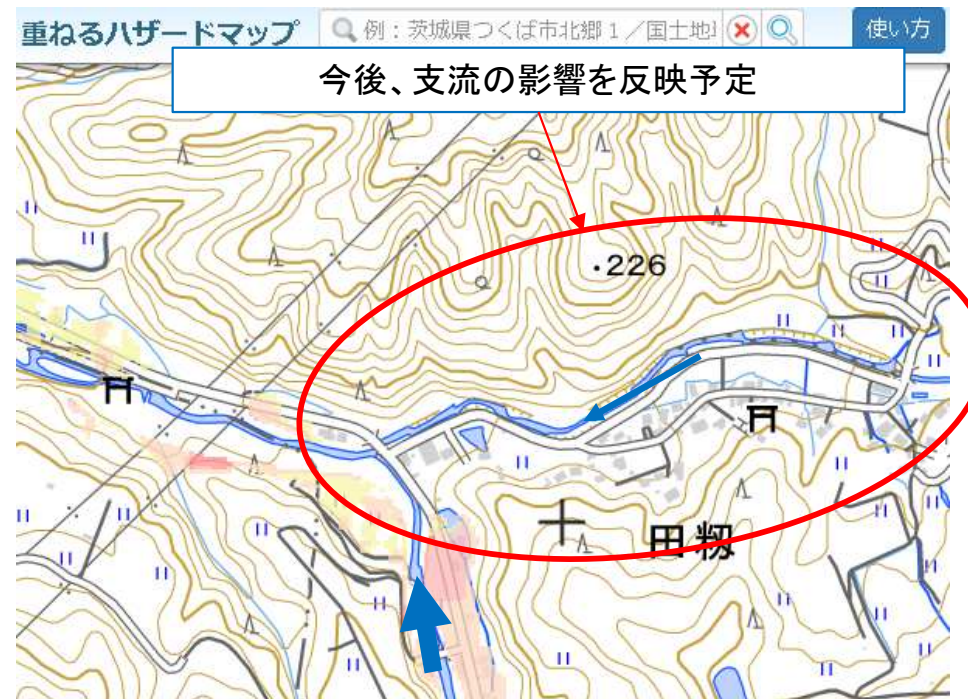 重ねるハザードマップ
例：茨城県つくば市北郷１／国土地
使い方
今後、支流の影響を反映予定
・226
田籾